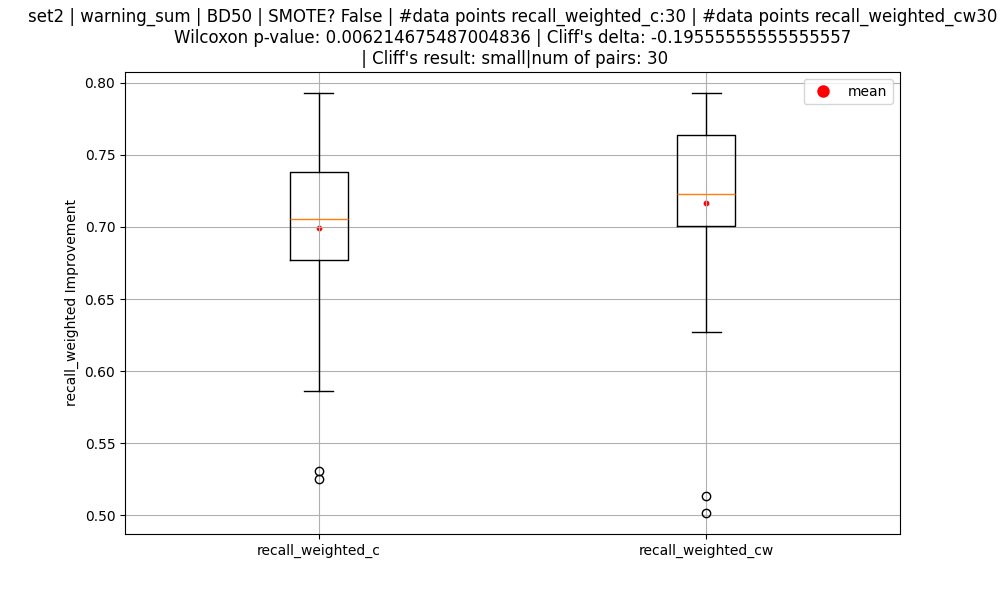 set2 | warning_sum | BD50 | SMOTE? False | #data points recall_weighted_c:30 | #data points recall_weighted_cw30
Wilcoxon p-value: 0.006214675487004836 | Cliff's delta: -0.19555555555555557
| Cliff's result: small|num of pairs: 30
mean
0.80
0.75
0.70
0.65
0.60
0.55
0.50
recall_weighted Improvement
recall_weighted_c
recall_weighted_cw